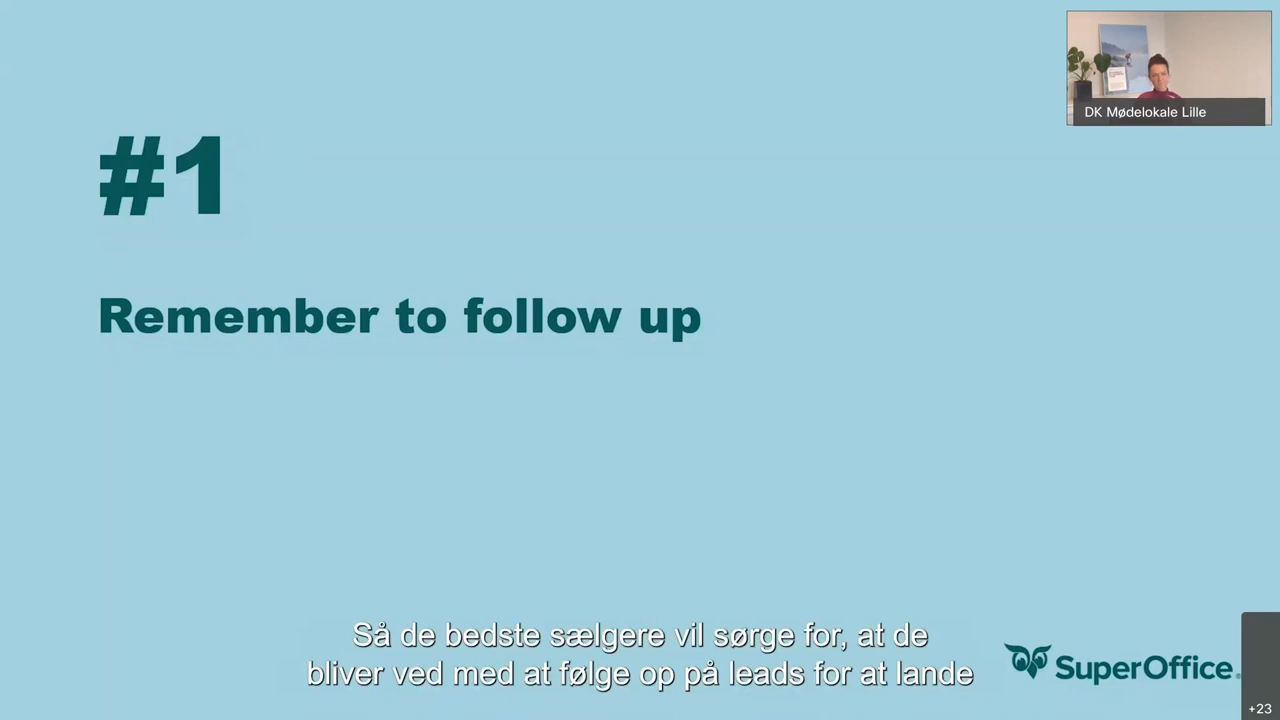 DK Mødelokale Lille
#1
Remember to follow up
Så de bedste sælgere vil sørge for, at de
bliver ved med at følge op på leads for at lande
SuperOffice
+23